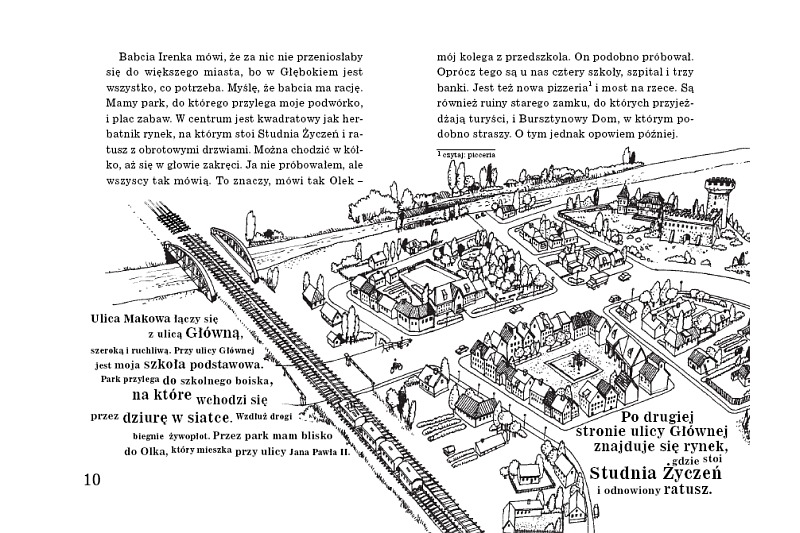 Babcia Irenka mówi, że za nic nie przeniosłaby
się do większego miasta, bo w Głębokiem jest
wszystko, co potrzeba. Myślę, że babcia ma rację.
Mamy park, do którego przylega moje podwórko,
i plac zabaw. W centrum jest kwadratowy jak her-
batnik rynek, na którym stoi Studnia Życzeń i ra-
tusz z obrotowymi drzwiami. Można chodzić w kół-
ko, aż się w głowie zakręci. Ja nie próbowałem, ale
wszyscy tak mówią. To znaczy, mówi tak Olek –
mój kolega z przedszkola. On podobno próbował.
Oprócz tego są u nas cztery szkoły, szpital i trzy
banki. Jest też nowa pizzeria¹ i most na rzece. Są
również ruiny starego zamku, do których przyjeż-
dżają turyści, i Bursztynowy Dom, w którym po-
dobno straszy. O tym jednak opowiem później.
¹ czytaj: picceria
Ulica Makowa łączy się
z ulicą Główną,
szeroką i ruchliwą. Przy ulicy Głównej
jest moja szkoła podstawowa.
Park przylega do szkolnego boiska,
na które wchodzi się
przez dziurę w siatce. Wzdłuż drogi
biegnie żywopłot. Przez park mam blisko
do Olka, który mieszka przy ulicy Jana Pawła II.
Po drugiej
stronie ulicy Głównej
znajduje się rynek,
gdzie stoi
Studnia Życzeń
i odnowiony ratusz.
10